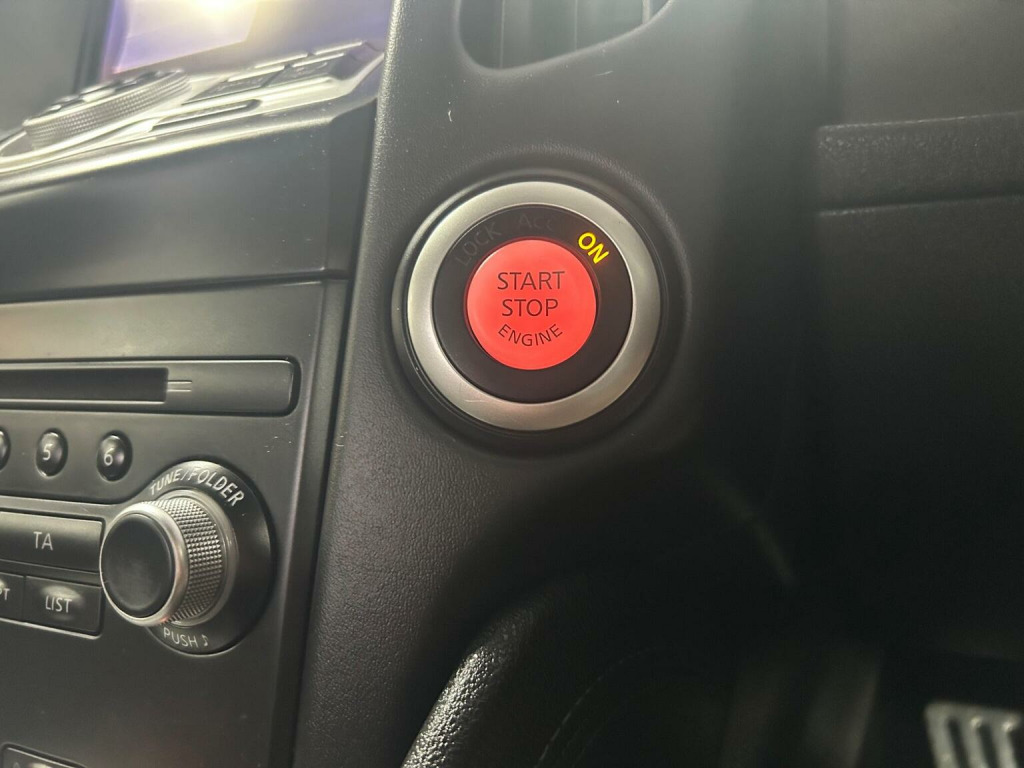 LOCK ACC ON
START
STOP
ENGINE
5 6
TUNE/FOLDER
TA
LIST
PUSH ♪